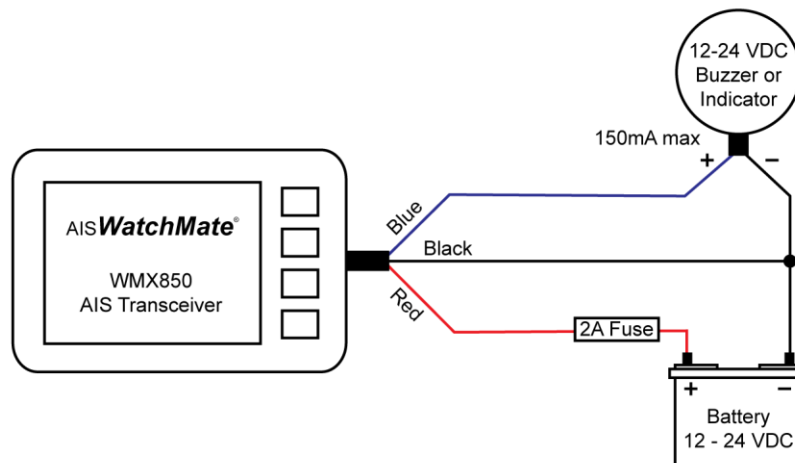 12-24 VDC
Buzzer or
Indicator
150mA max
+ −
Blue
AIS WatchMate®
Black
WMX850
AIS Transceiver
Red
2A Fuse
+ −
Battery
12 - 24 VDC